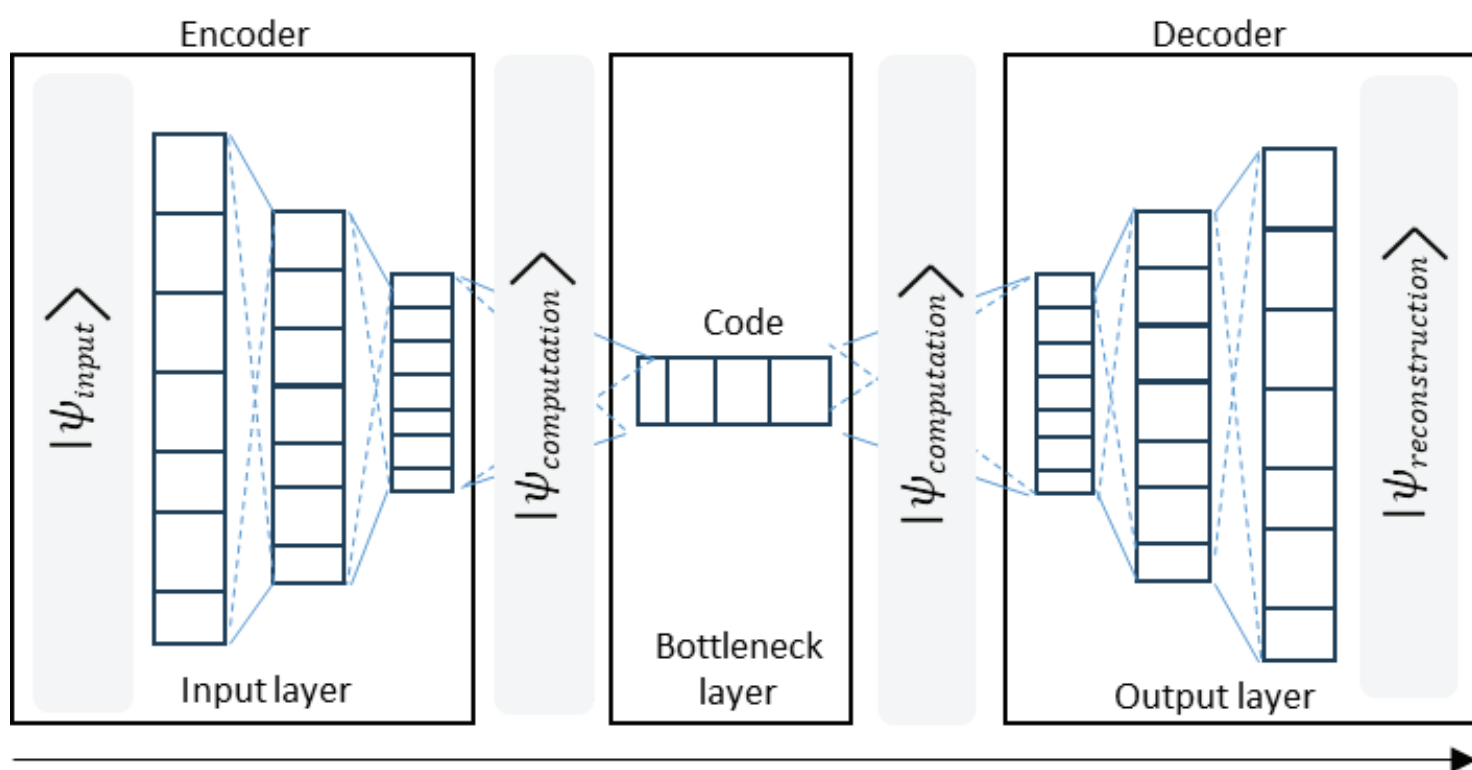 Encoder
Decoder
|ψinput⟩
|ψcomputation⟩
Code
|ψcomputation⟩
|ψreconstruction⟩
Bottleneck
layer
Input layer
Output layer